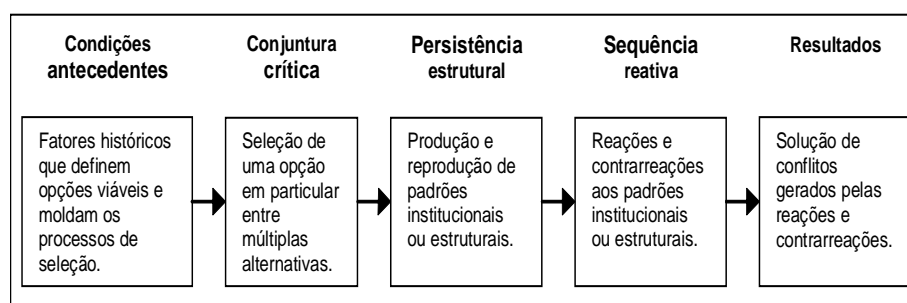 Condições
antecedentes
Conjuntura
crítica
Persistência
estrutural
Sequência
reativa
Resultados
Fatores históricos
que definem
opções viáveis e
moldam os
processos de
seleção.
Seleção de
uma opção
em particular
entre
múltiplas
alternativas.
Produção e
reprodução de
padrões
institucionais
ou estruturais.
Reações e
contrarreações
aos padrões
institucionais
ou estruturais.
Solução de
conflitos
gerados pelas
reações e
contrarreações.